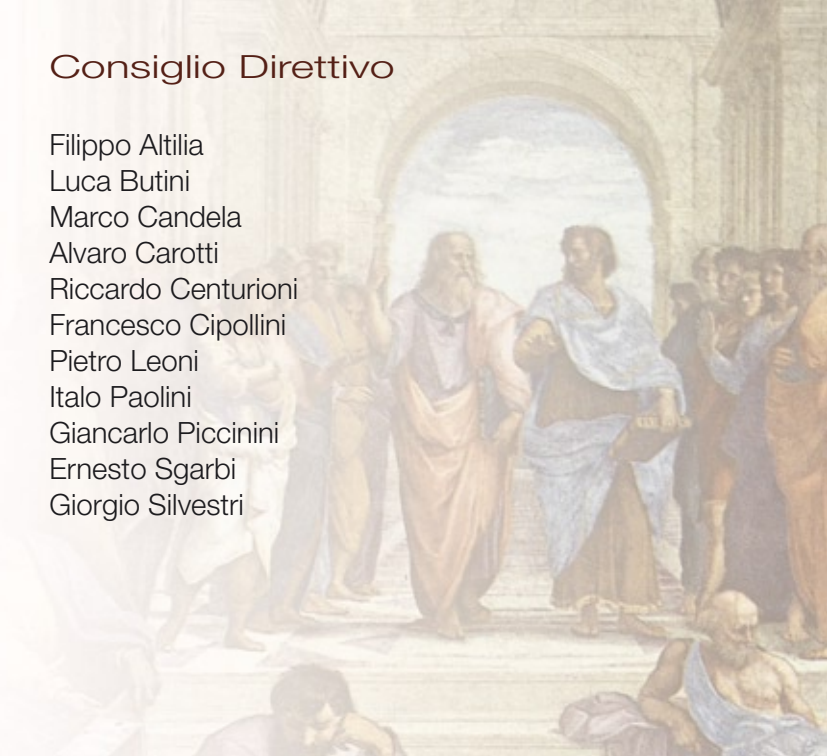 Consiglio Direttivo
Filippo Altilia
Luca Butini
Marco Candela
Alvaro Carotti
Riccardo Centurioni
Francesco Cipollini
Pietro Leoni
Italo Paolini
Giancarlo Piccinini
Ernesto Sgarbi
Giorgio Silvestri